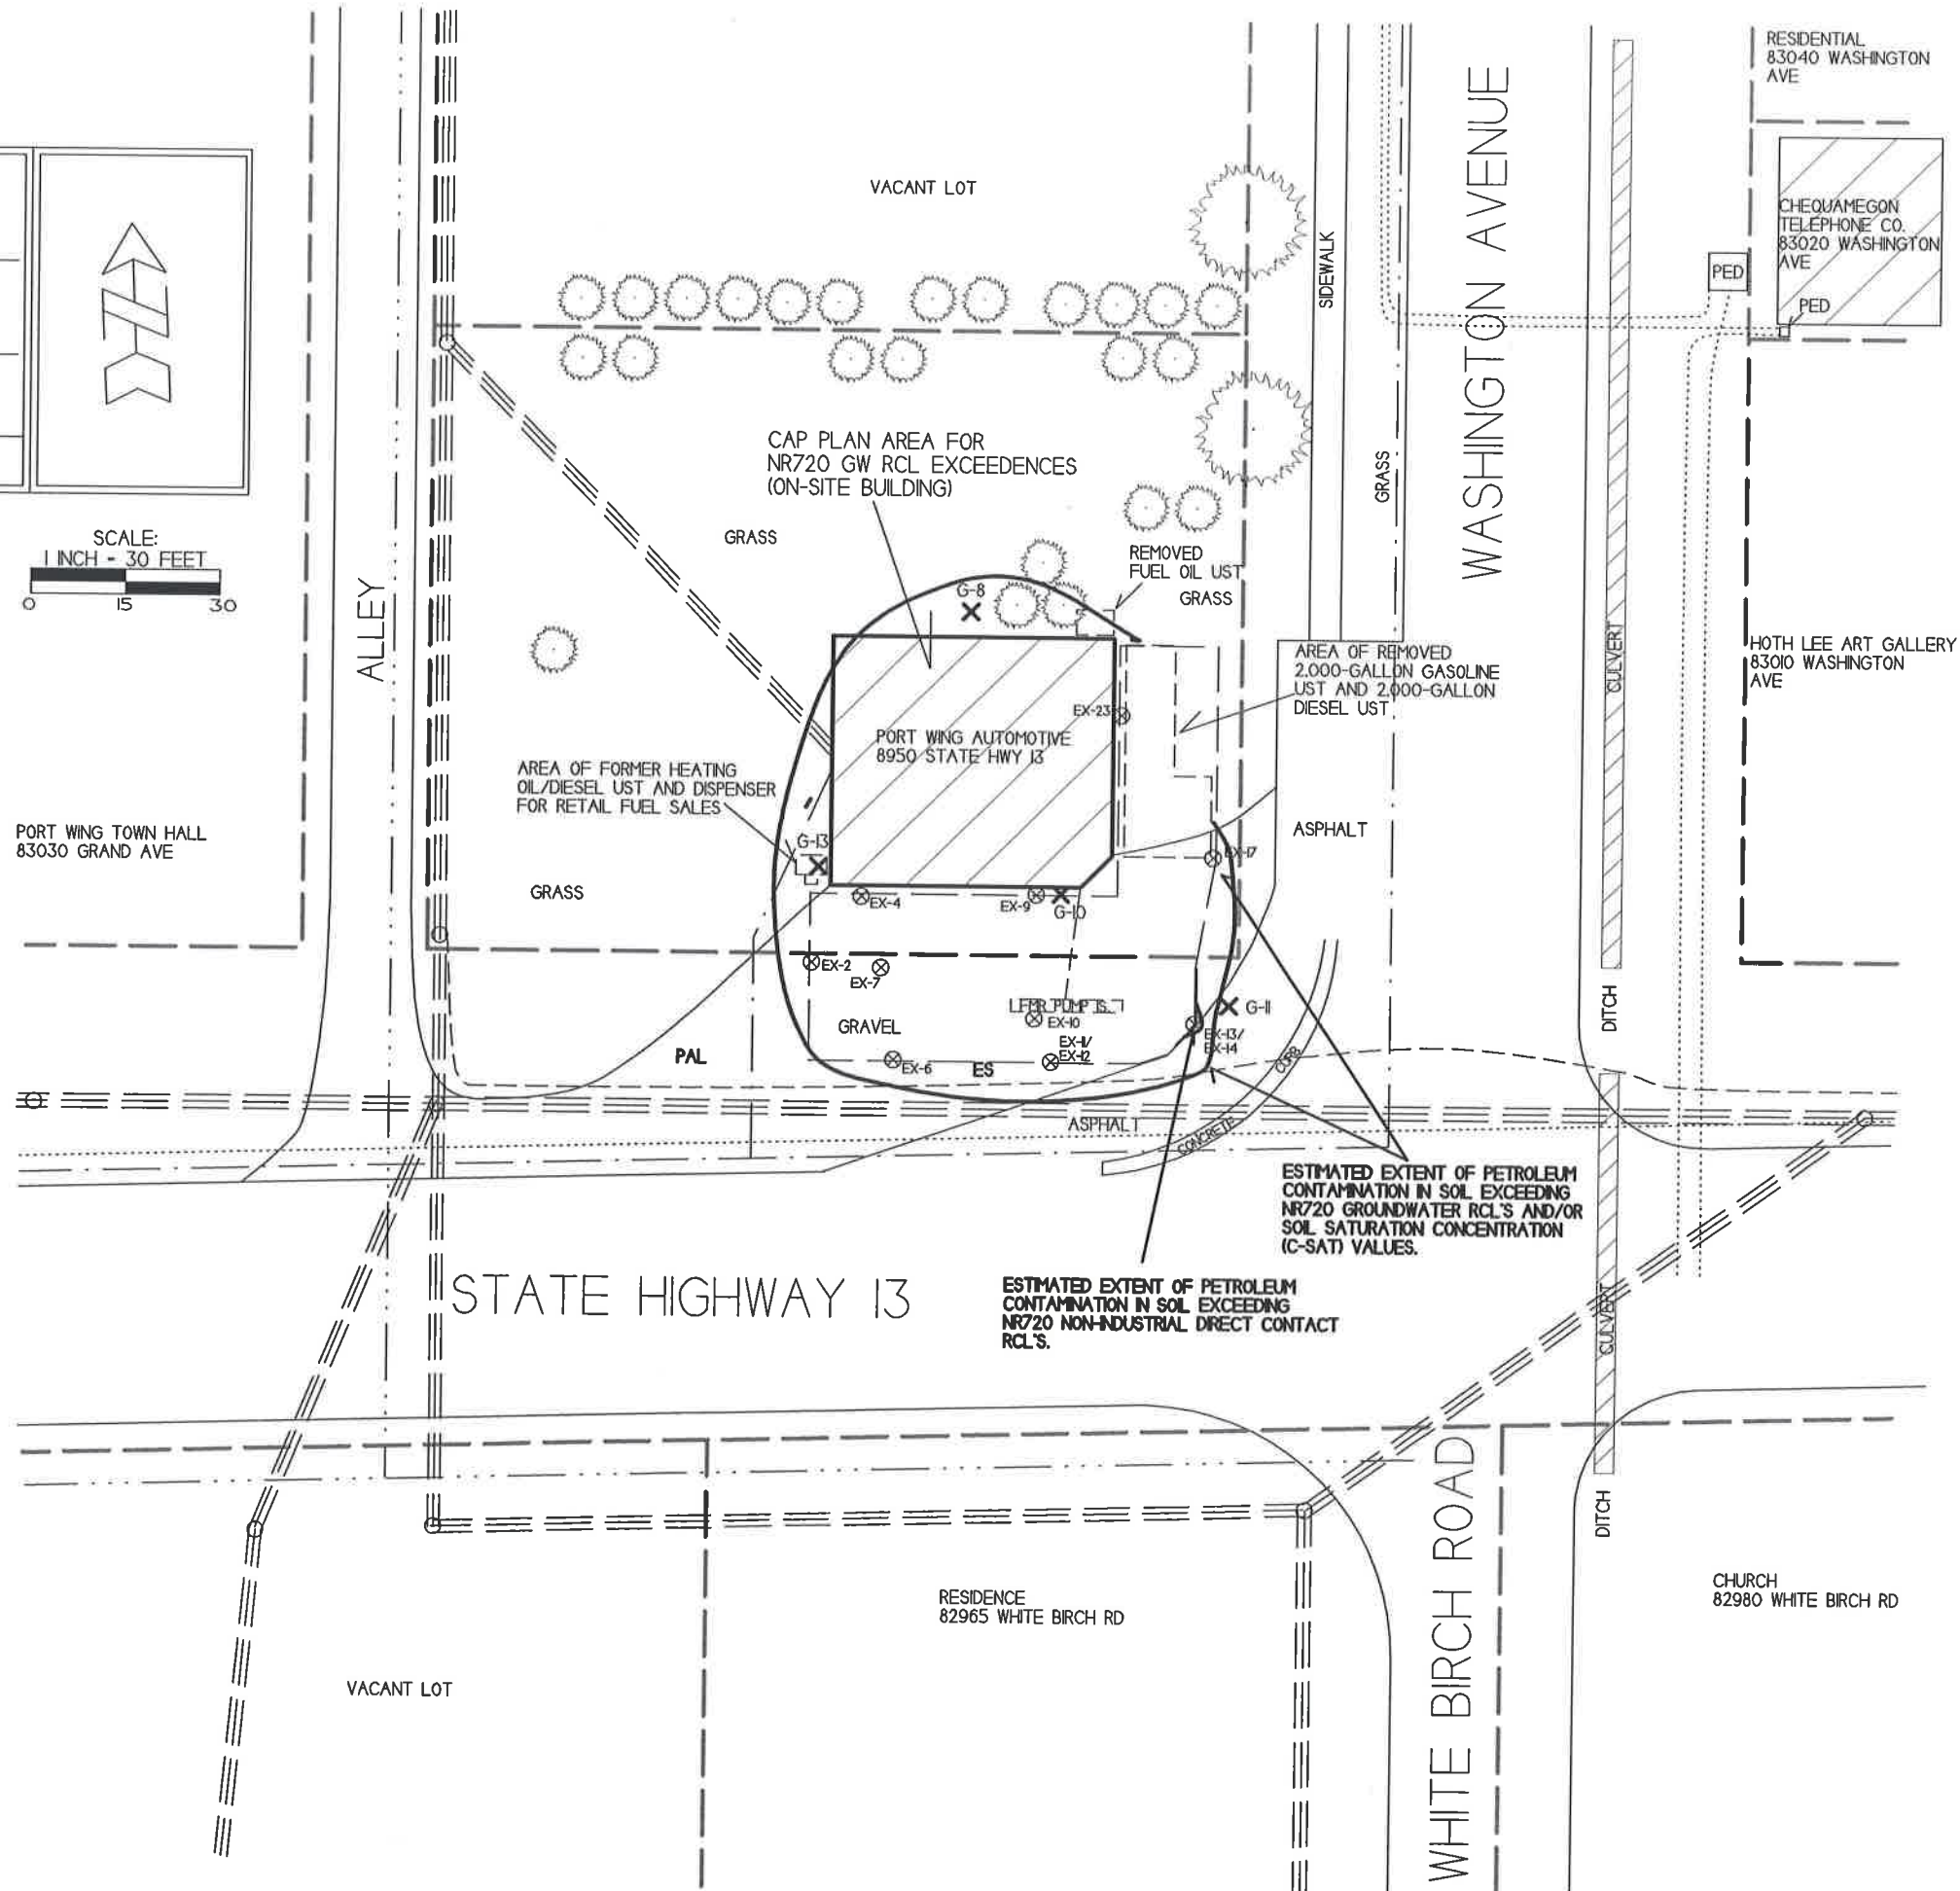 RESIDENTIAL
83040 WASHINGTON
AVE
WASHINGTON AVENUE
VACANT LOT
CHEQUAMEGON
TELEPHONE CO.
83020 WASHINGTON
AVE
SIDEWALK
PED
PED
CAP PLAN AREA FOR
NR720 GW RCL EXCEEDENCES
(ON-SITE BUILDING)
GRASS
SCALE:
1 INCH - 30 FEET
0 15 30
GRASS
REMOVED
FUEL OIL UST
GRASS
G-8
ALLEY
CULVERT
HOTH LEE ART GALLERY
83010 WASHINGTON
AVE
AREA OF REMOVED
2,000-GALLON GASOLINE
UST AND 2,000-GALLON
DIESEL UST
EX-23
PORT WING AUTOMOTIVE
8950 STATE HWY 13
AREA OF FORMER HEATING
OIL/DIESEL UST AND DISPENSER
FOR RETAIL FUEL SALES
PORT WING TOWN HALL
83030 GRAND AVE
ASPHALT
G-13
EX-17
GRASS
EX-4
EX-9
G-10
EX-2
EX-7
DITCH
FMR PUMP IS.
G-11
EX-10
GRAVEL
EX-13/
EX-14
EX-11/
EX-12
PAL
EX-6
ES
CURB
ASPHALT
CONCRETE
ESTIMATED EXTENT OF PETROLEUM
CONTAMINATION IN SOIL EXCEEDING
NR720 GROUNDWATER RCL'S AND/OR
SOIL SATURATION CONCENTRATION
(C-SAT) VALUES.
STATE HIGHWAY 13
ESTIMATED EXTENT OF PETROLEUM
CONTAMINATION IN SOIL EXCEEDING
NR720 NON-INDUSTRIAL DIRECT CONTACT
RCL'S.
CULVERT
WHITE BIRCH ROAD
DITCH
RESIDENCE
82965 WHITE BIRCH RD
CHURCH
82980 WHITE BIRCH RD
VACANT LOT